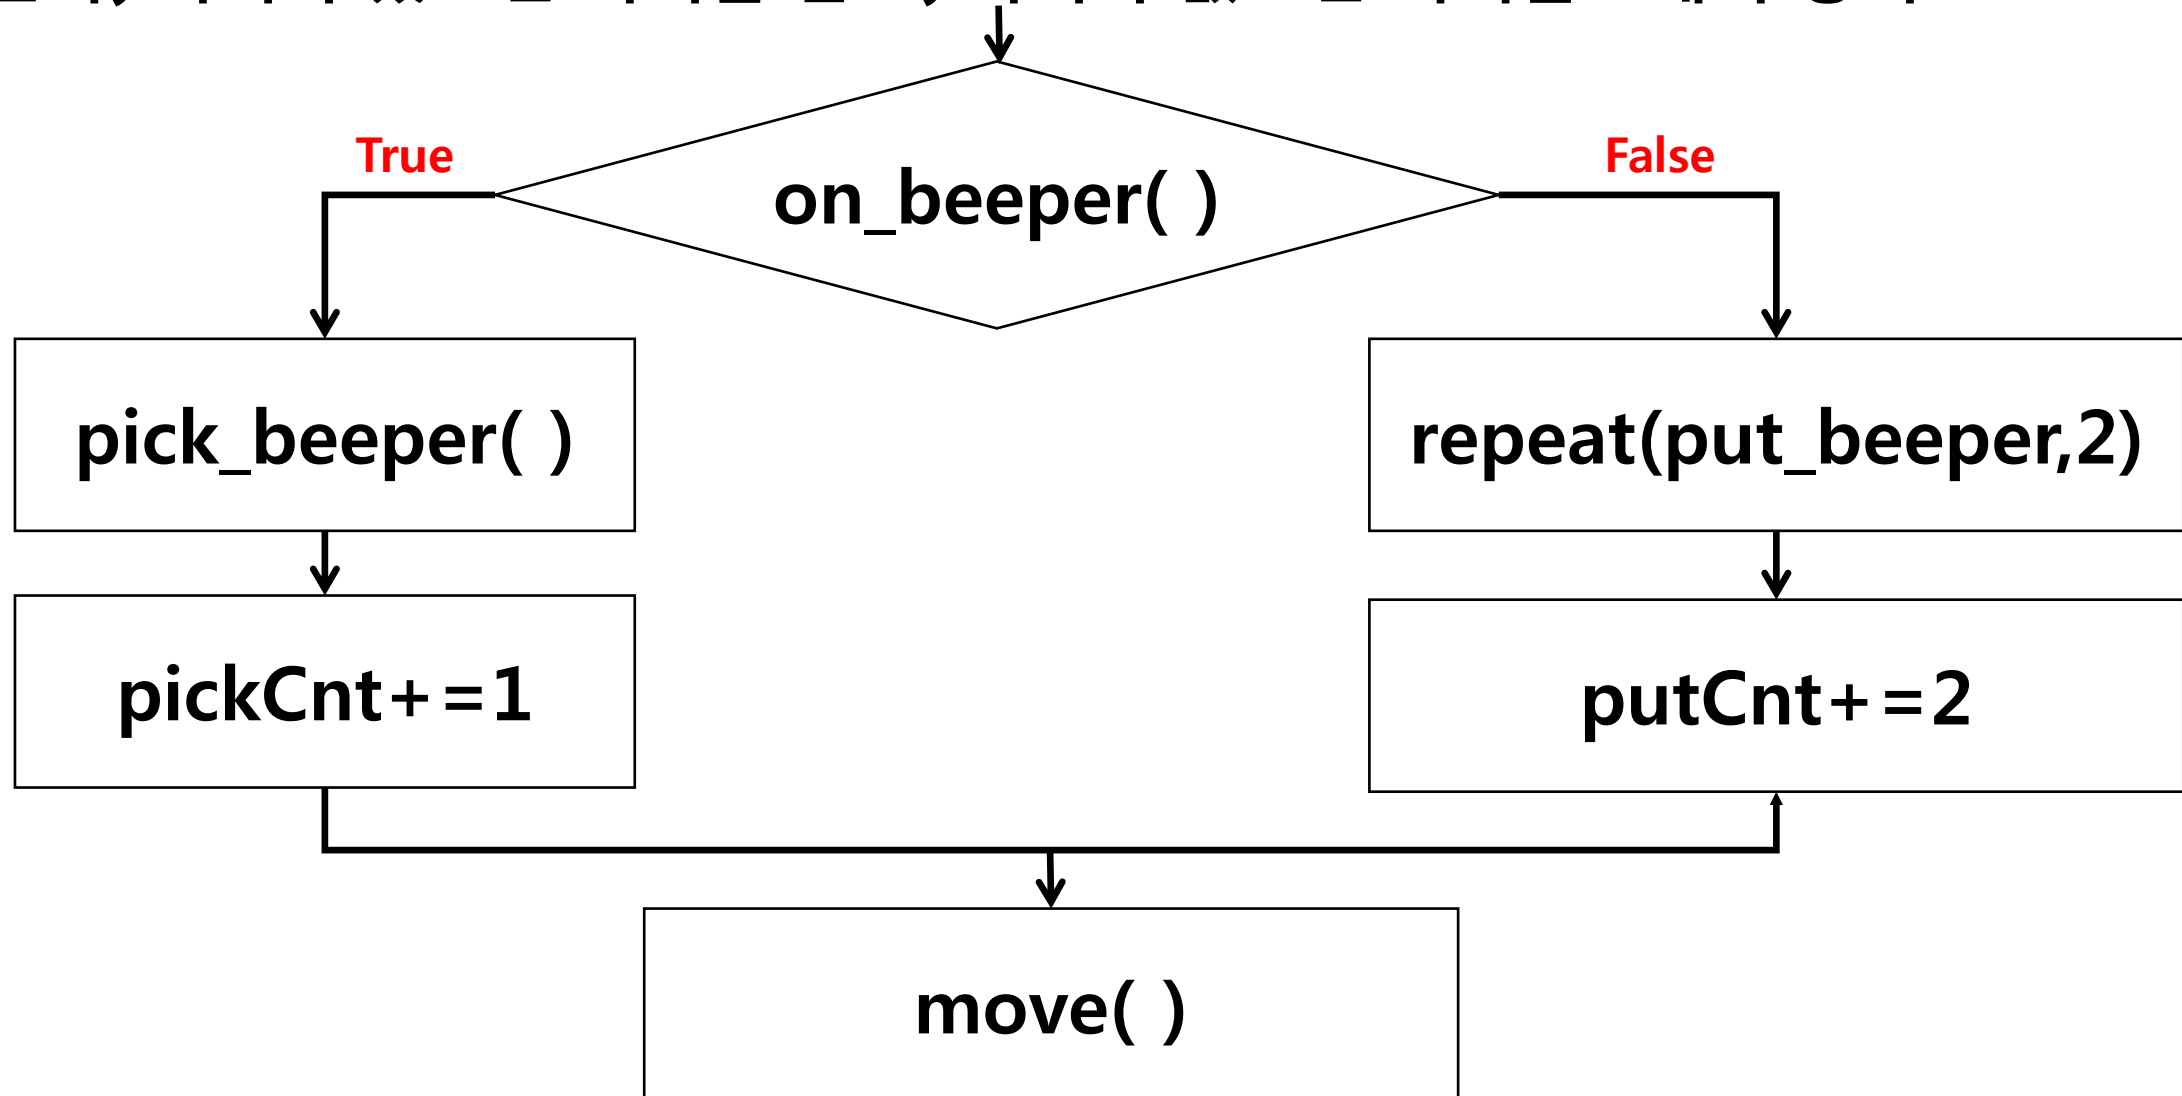 True
False
on_beeper( )
pick_beeper( )
repeat(put_beeper,2)
pickCnt+=1
putCnt+=2
move( )